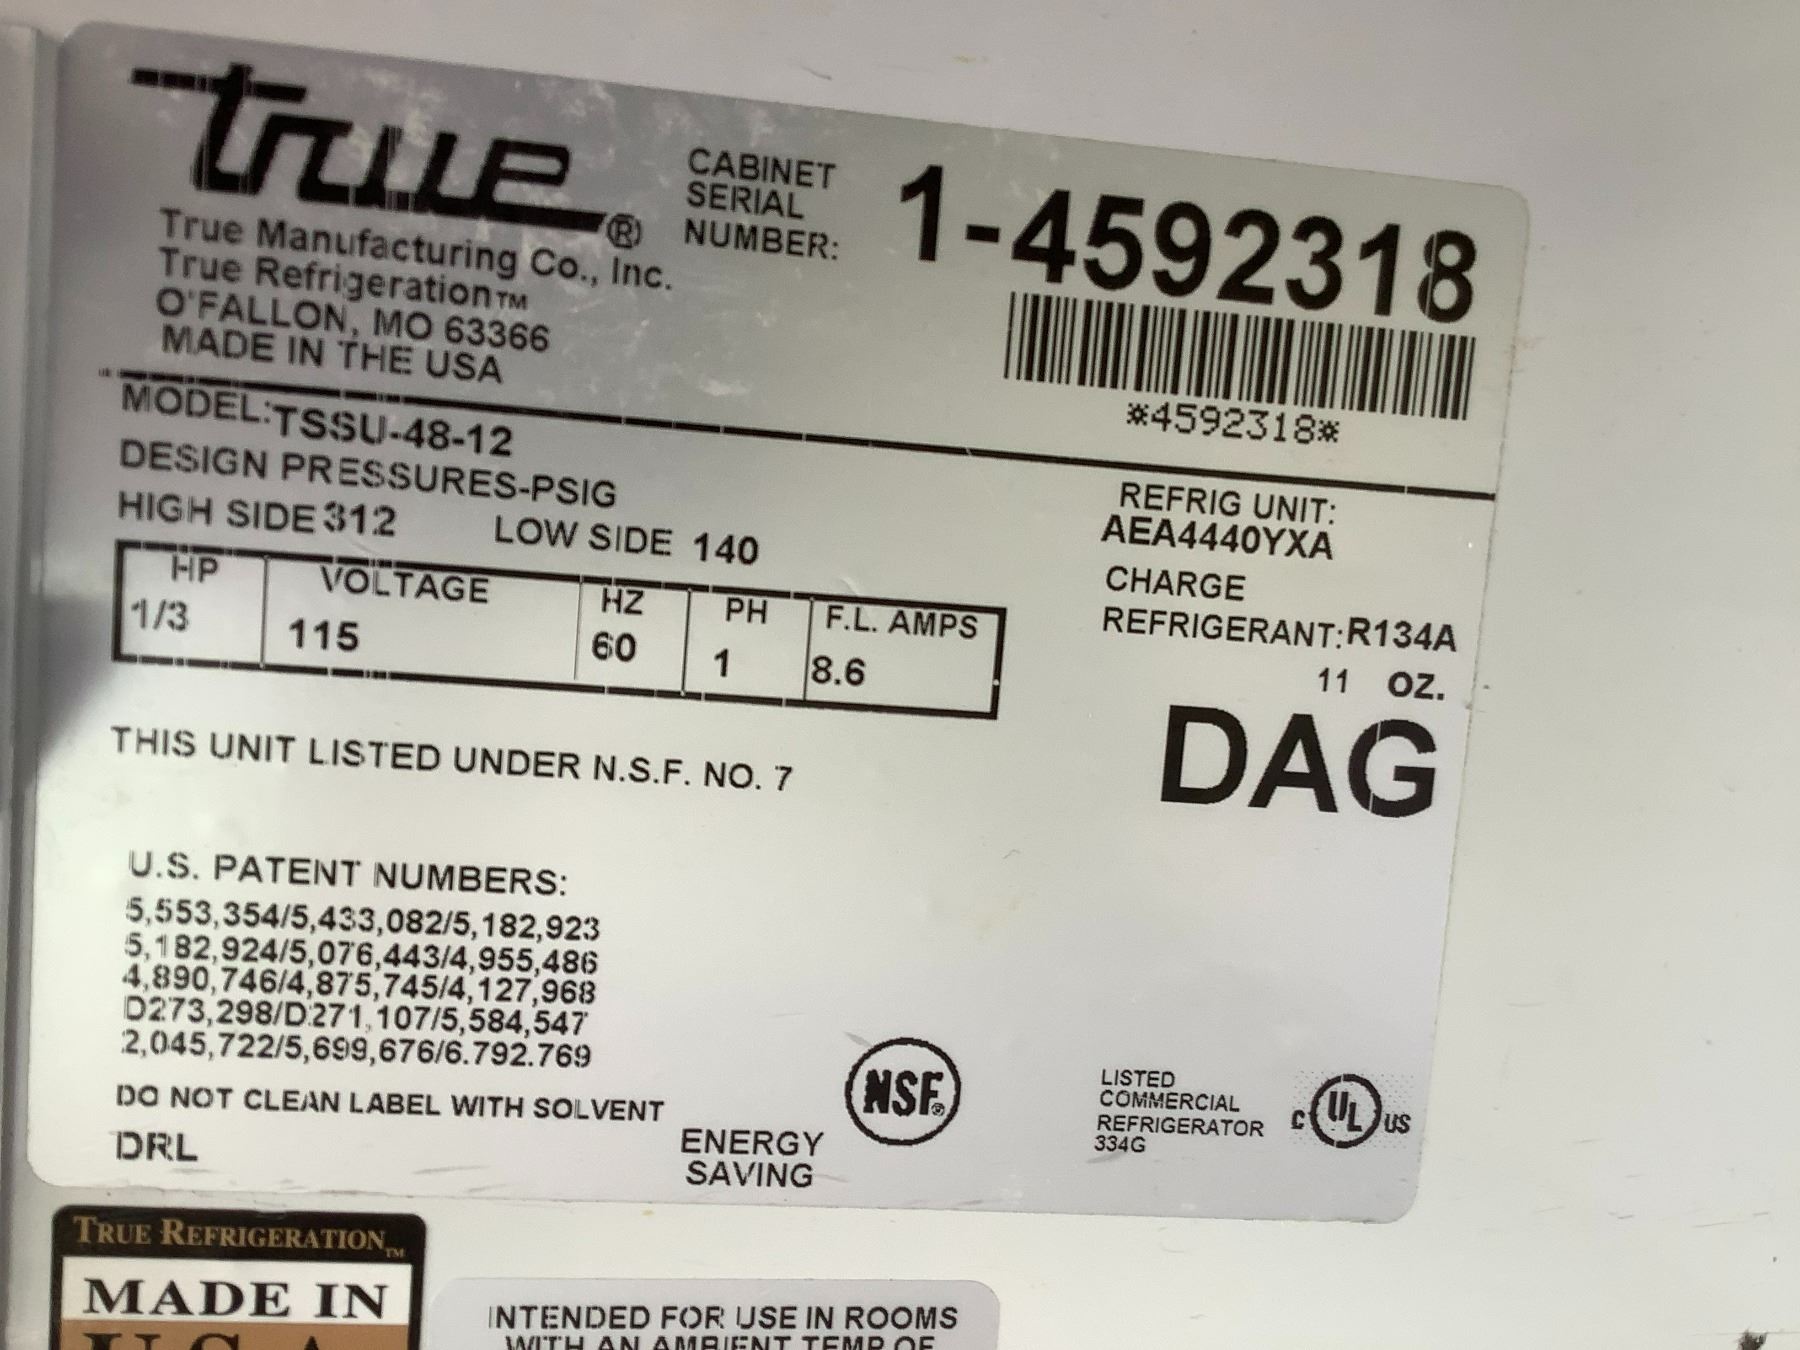 true®
True Manufacturing Co., Inc.
True Refrigeration™
O'FALLON, MO 63366
MADE IN THE USA
CABINET
SERIAL
NUMBER:
1-4592318
*4592318*
MODEL:TSSU-48-12
DESIGN PRESSURES-PSIG
HIGH SIDE 312 LOW SIDE 140
REFRIG UNIT:
AEA4440YXA
CHARGE
REFRIGERANT:R134A
11 OZ.
DAG
HP VOLTAGE HZ PH F.L. AMPS
1/3 115 60 1 8.6
THIS UNIT LISTED UNDER N.S.F. NO. 7
U.S. PATENT NUMBERS:
5,553,354/5,433,082/5,182,923
5,182,924/5,076,443/4,955,486
4,890,746/4,875,745/4,127,968
D273,298/D271,107/5,584,547
2,045,722/5,699,676/6.792.769
DO NOT CLEAN LABEL WITH SOLVENT
DRL
ENERGY
SAVING
NSF®
LISTED
COMMERCIAL
REFRIGERATOR
334G
C UL US
TRUE REFRIGERATION™
MADE IN
USA
INTENDED FOR USE IN ROOMS
WITH AN AMBIENT TEMP OF